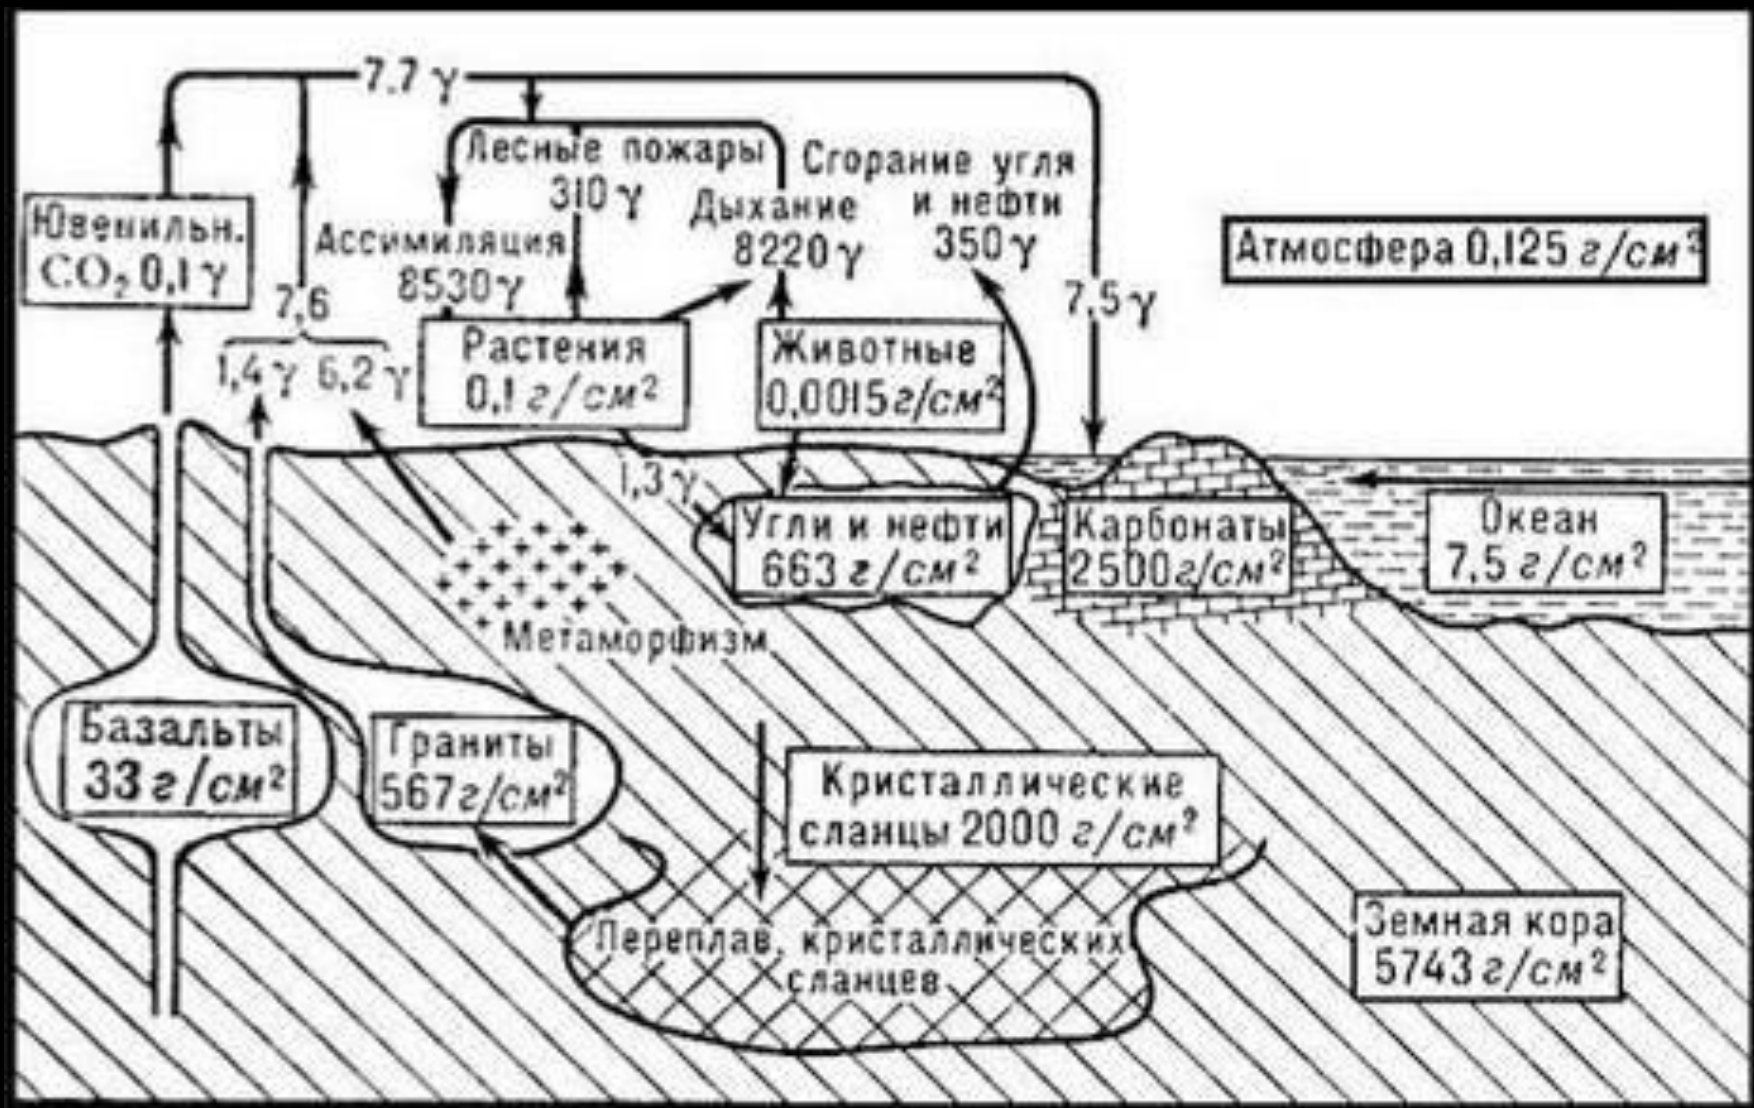 7.7 γ
Лесные пожары
310 γ
Сгорание угля
и нефти
350 γ
Дыхание
8220 γ
Ювенильн.
CO₂ 0,1 γ
Ассимиляция
8530 γ
Атмосфера 0,125 г/см²
7,6
7,5 γ
1,4 γ 6,2 γ
Растения
0,1 г/см²
Животные
0,0015 г/см²
1,3 γ
Угли и нефти
663 г/см²
Карбонаты
2500 г/см²
Океан
7,5 г/см²
Метаморфизм
Базальты
33 г/см²
Граниты
567 г/см²
Кристаллические
сланцы 2000 г/см²
Переплав. кристаллических
сланцев
Земная кора
5743 г/см²